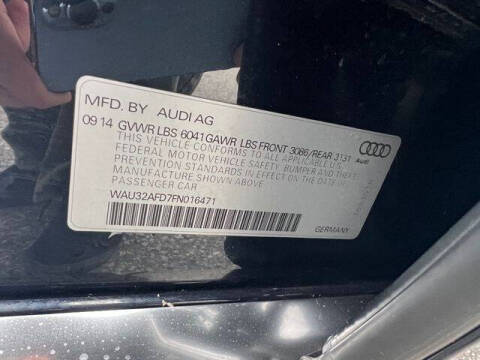 MFD. BY AUDI AG
09 14 GVWR LBS 6041 GAWR LBS FRONT 3086/REAR 3131
THIS VEHICLE CONFORMS TO ALL APPLICABLE U.S.
FEDERAL MOTOR VEHICLE SAFETY, BUMPER AND THEFT
PREVENTION STANDARDS IN EFFECT ON THE DATE OF
MANUFACTURE SHOWN ABOVE.
PASSENGER CAR
WAU32AFD7FN016471
Audi
GERMANY